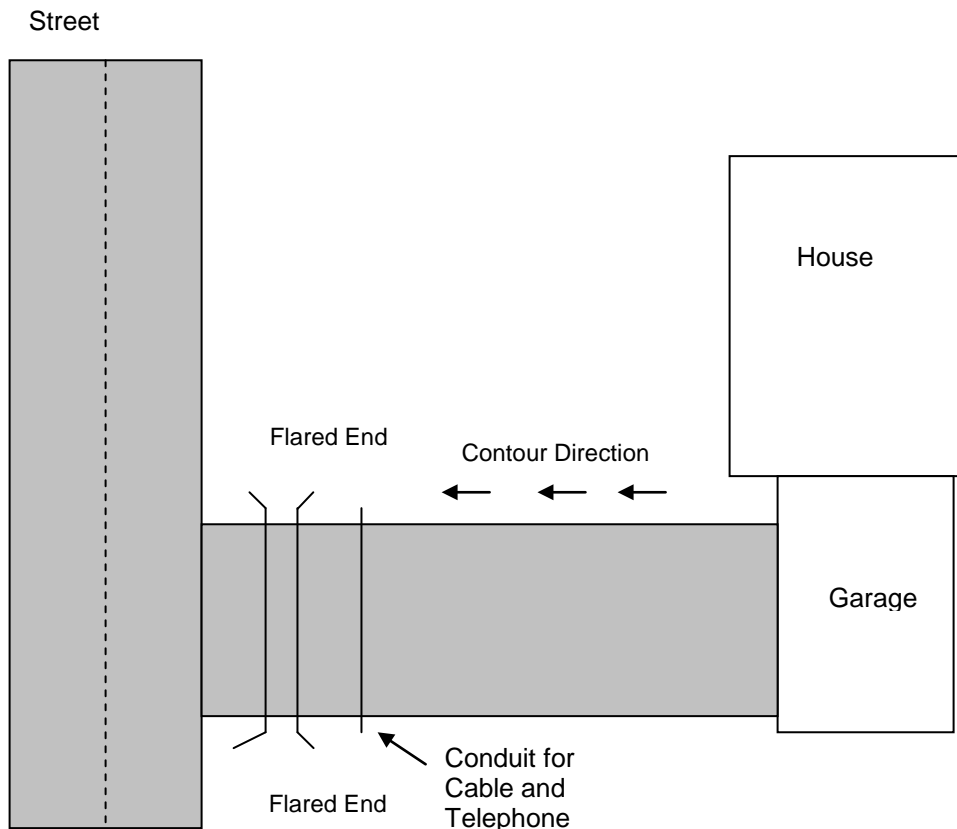 Street
House
Flared End
Contour Direction
Garage
Conduit for
Cable and
Telephone
Flared End